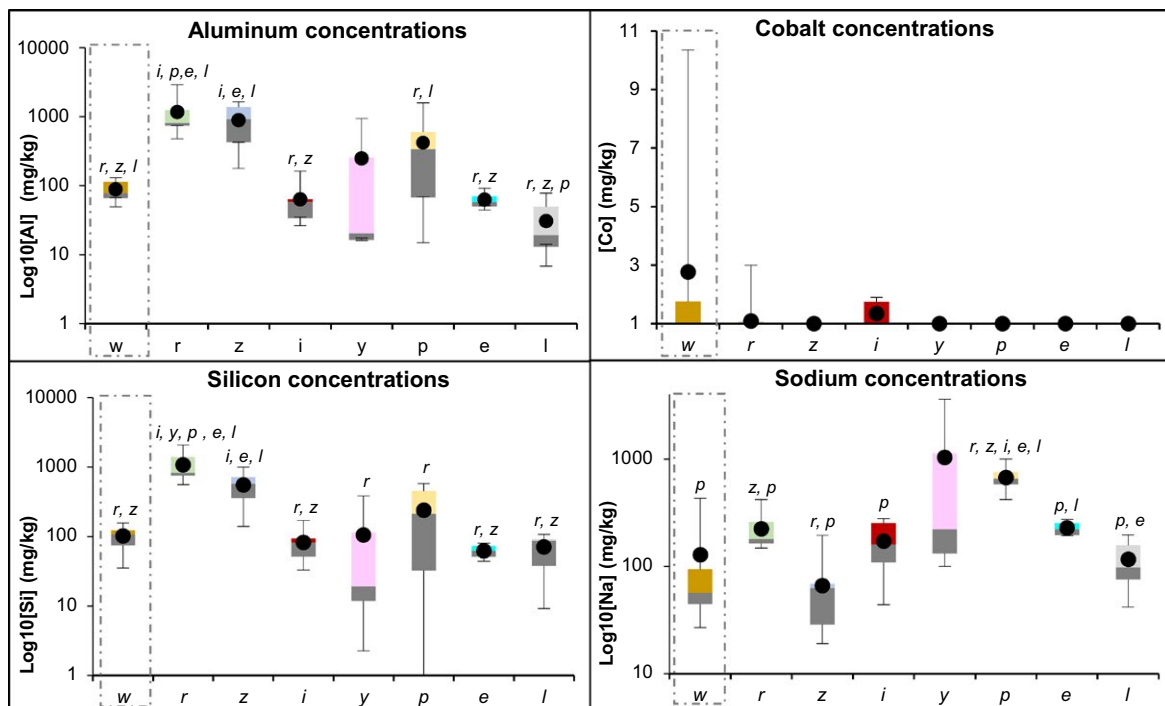 Aluminum concentrations
Log10[Al] (mg/kg)
10000
1000
100
10
1
r, z, l
i, p,e, l
i, e, l
r, z
r, l
r, z
r, z, p
w r z i y p e l
Cobalt concentrations
[Co] (mg/kg)
11
9
7
5
3
1
w r z i y p e l
Silicon concentrations
Log10[Si] (mg/kg)
10000
1000
100
10
1
r, z
i, y, p , e, l
i, e, l
r, z
r
r
r, z
r, z
w r z i y p e l
Sodium concentrations
Log10[Na] (mg/kg)
1000
100
10
p
z, p
r, p
p
r, z, i, e, l
p, l
p, e
w r z i y p e l